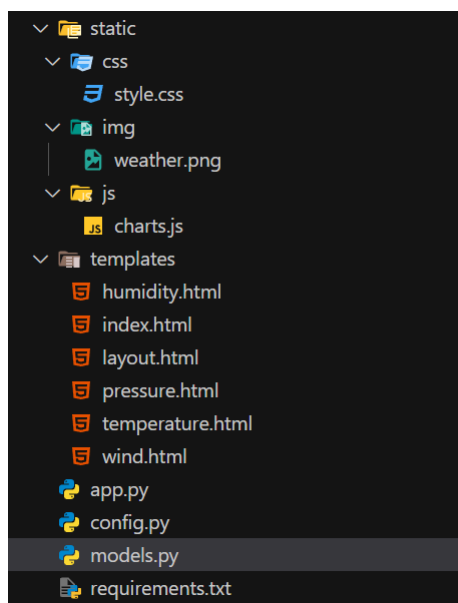 static
css
style.css
img
weather.png
js
JS charts.js
templates
humidity.html
index.html
layout.html
pressure.html
temperature.html
wind.html
app.py
config.py
models.py
requirements.txt